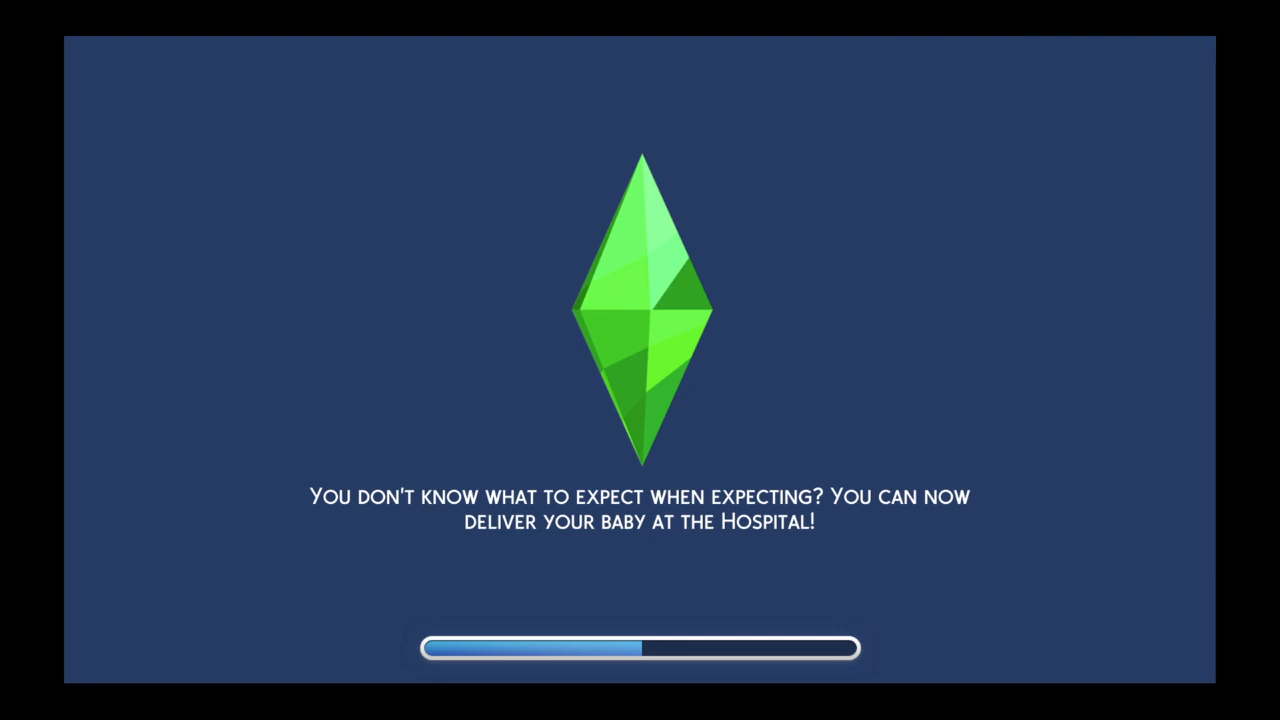 You don't know what to expect when expecting? You can now
deliver your baby at the Hospital!